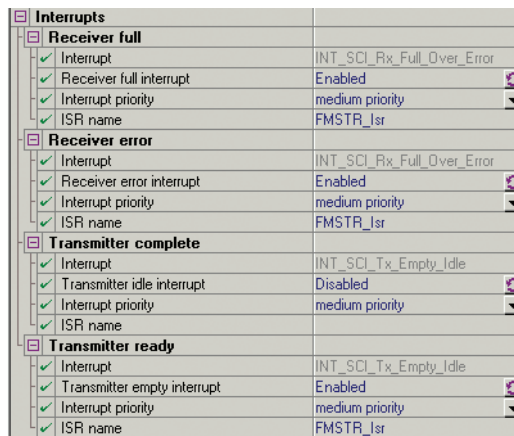 Interrupts
Receiver full
Interrupt INT_SCI_Rx_Full_Over_Error
Receiver full interrupt Enabled
Interrupt priority medium priority
ISR name FMSTR_Isr
Receiver error
Interrupt INT_SCI_Rx_Full_Over_Error
Receiver error interrupt Enabled
Interrupt priority medium priority
ISR name FMSTR_Isr
Transmitter complete
Interrupt INT_SCI_Tx_Empty_Idle
Transmitter idle interrupt Disabled
Interrupt priority medium priority
ISR name
Transmitter ready
Interrupt INT_SCI_Tx_Empty_Idle
Transmitter empty interrupt Enabled
Interrupt priority medium priority
ISR name FMSTR_Isr